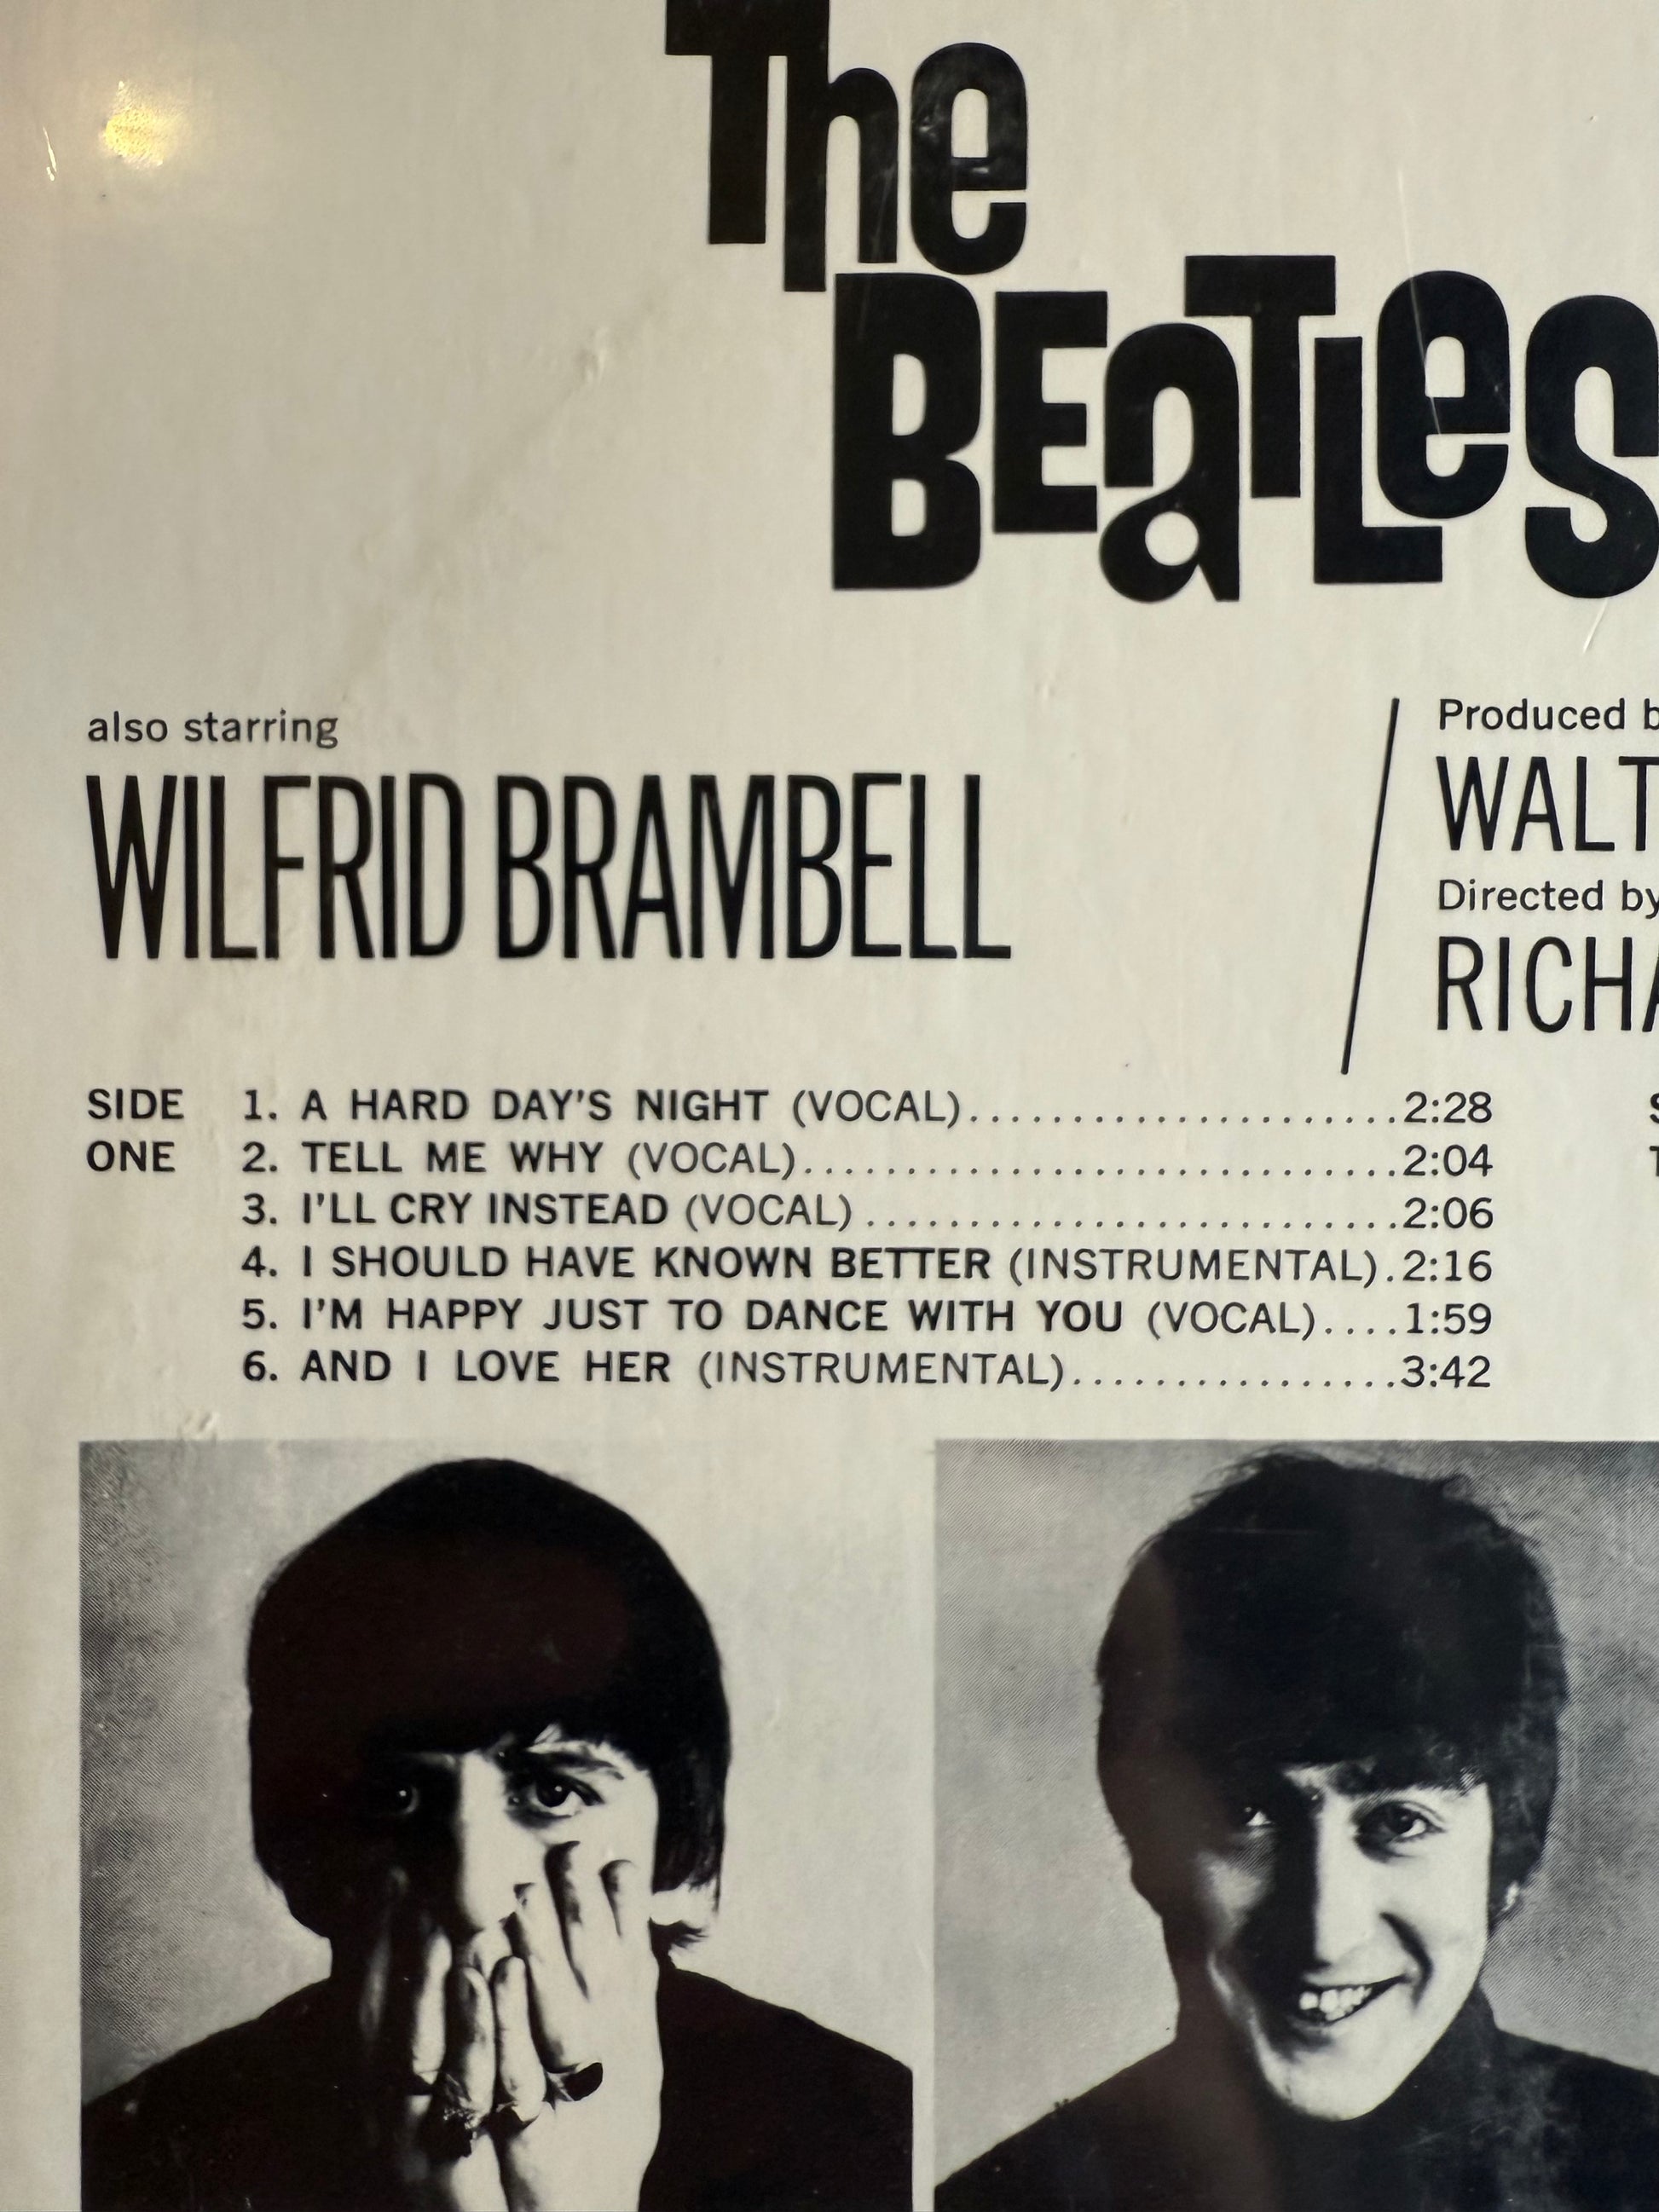 The
BEATLES
also starring
WILFRID BRAMBELL
Produced b
WALT
Directed by
RICHA
SIDE ONE
1. A HARD DAY'S NIGHT (VOCAL)......................2:28
2. TELL ME WHY (VOCAL).............................2:04
3. I'LL CRY INSTEAD (VOCAL) ..........................2:06
4. I SHOULD HAVE KNOWN BETTER (INSTRUMENTAL).2:16
5. I'M HAPPY JUST TO DANCE WITH YOU (VOCAL)....1:59
6. AND I LOVE HER (INSTRUMENTAL)................3:42